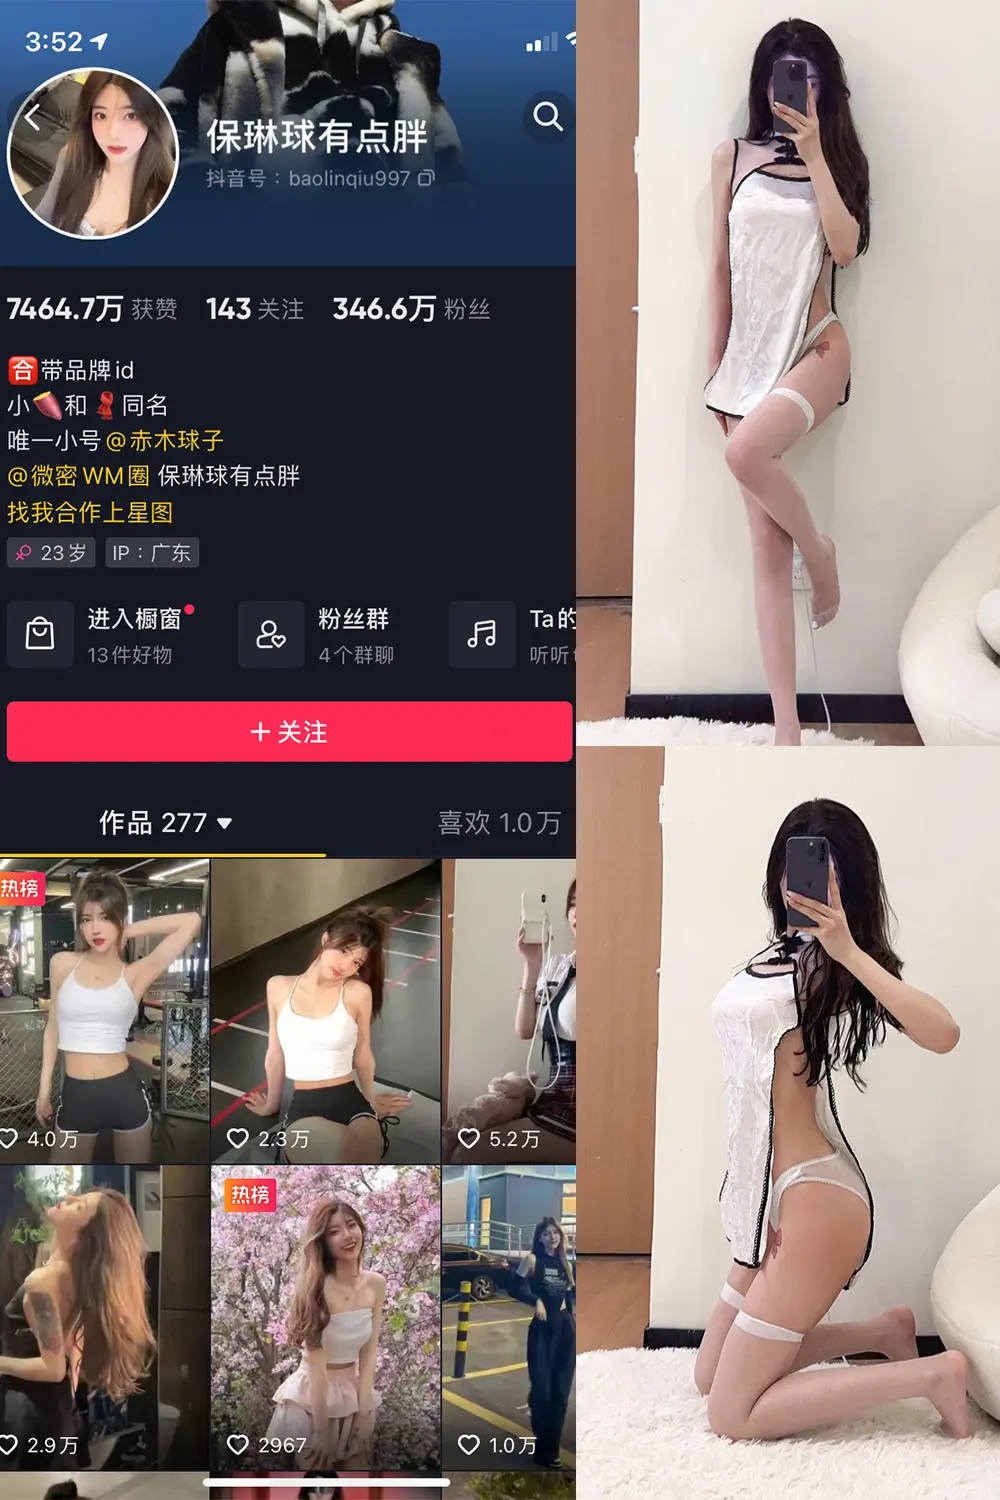 3:52
保琳球有点胖
抖音号：baolinqiu997
7464.7万 获赞 143 关注 346.6万 粉丝
合 带品牌id
小🍠和🧣同名
唯一小号@赤木球子
@微密WM圈 保琳球有点胖
找我合作上星图
23岁 IP：广东
进入橱窗 粉丝群 Ta的
13件好物 4个群聊 听听
+ 关注
作品 277 喜欢 1.0万
热榜
4.0万 2.3万 5.2万
热榜
2.9万 2967 1.0万